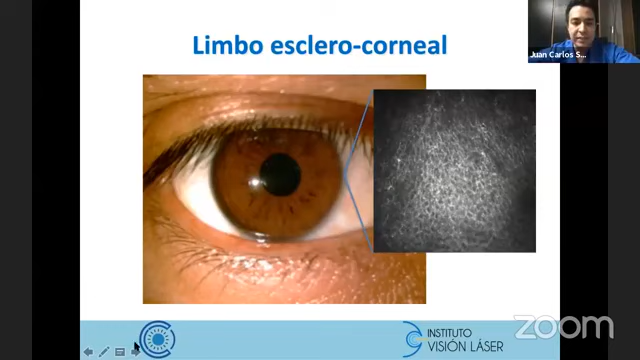 Limbo esclero-corneal
Juan Carlos S...
INSTITUTO
VISIÓN LÁSER
zoom